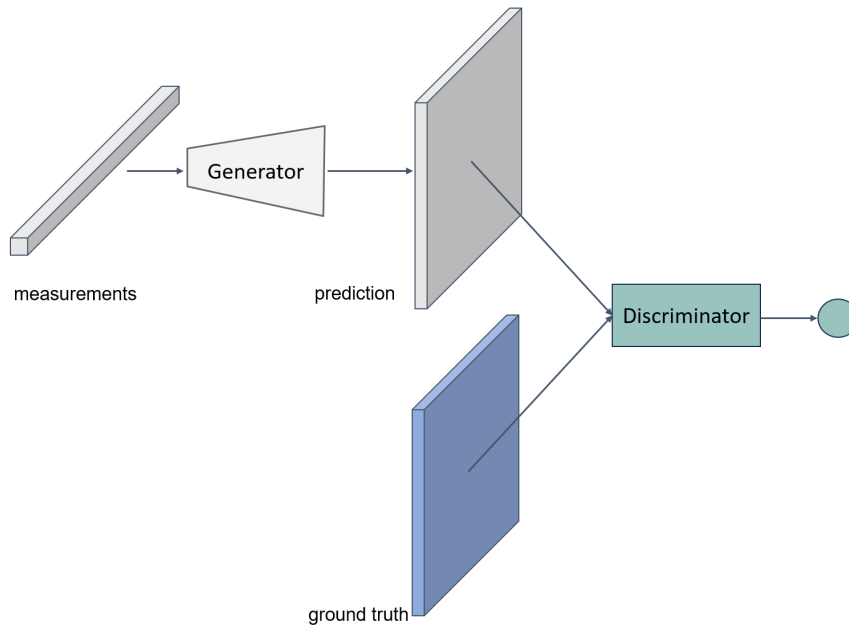 Generator
measurements
prediction
Discriminator
ground truth